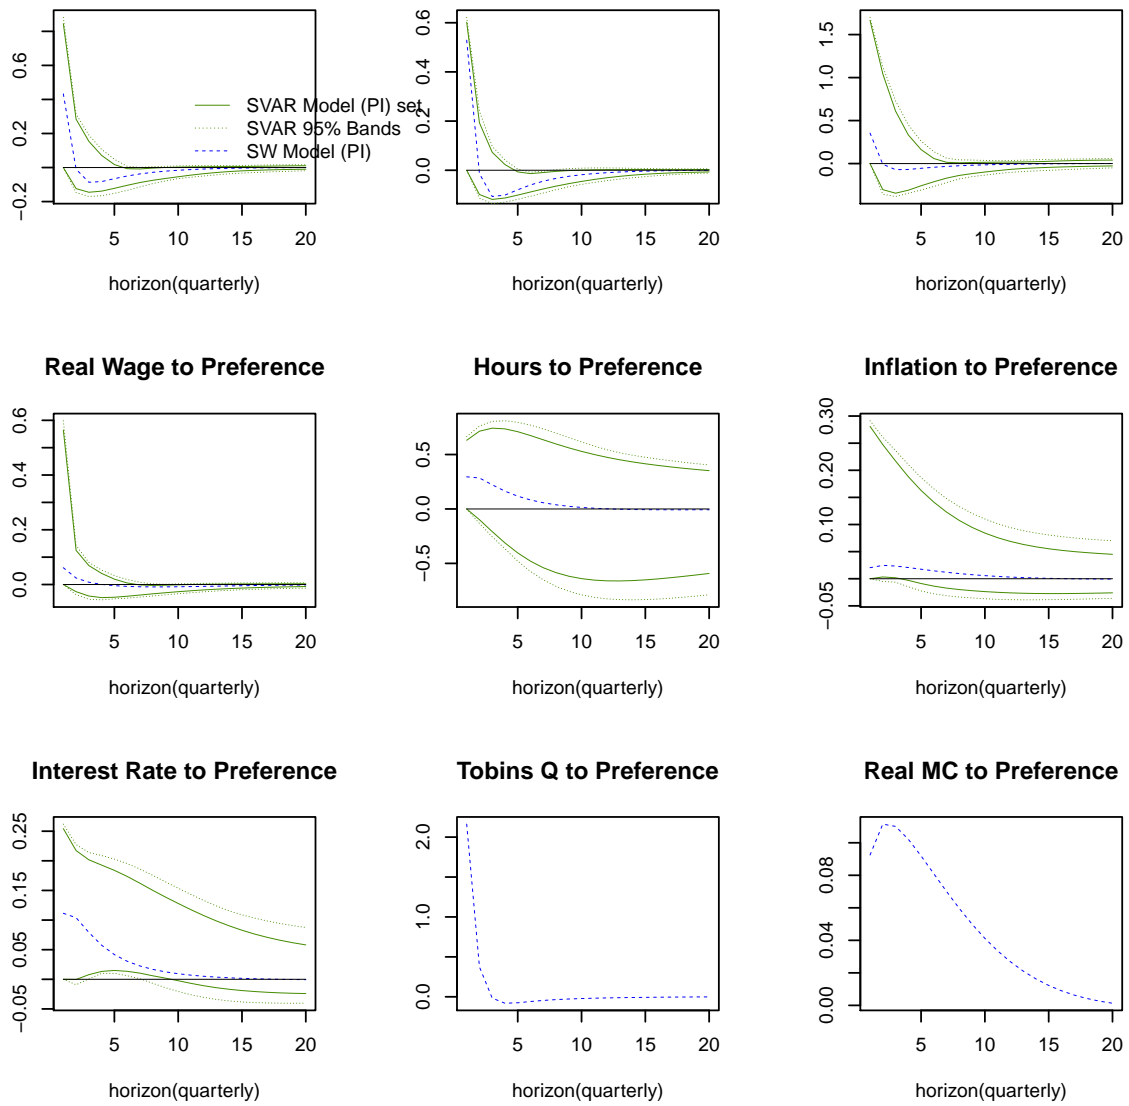 0.6
0.2
−0.2
5 10 15 20
horizon(quarterly)
SVAR Model (PI) set
SVAR 95% Bands
SW Model (PI)
0.6
0.4
0.2
0.0
5 10 15 20
horizon(quarterly)
1.5
1.0
0.5
0.0
5 10 15 20
horizon(quarterly)
Real Wage to Preference
0.6
0.4
0.2
0.0
5 10 15 20
horizon(quarterly)
Hours to Preference
0.5
0.0
−0.5
5 10 15 20
horizon(quarterly)
Inflation to Preference
0.30
0.20
0.10
−0.05
5 10 15 20
horizon(quarterly)
Interest Rate to Preference
0.25
0.15
0.05
−0.05
5 10 15 20
horizon(quarterly)
Tobins Q to Preference
2.0
1.0
0.0
5 10 15 20
horizon(quarterly)
Real MC to Preference
0.08
0.04
0.00
5 10 15 20
horizon(quarterly)